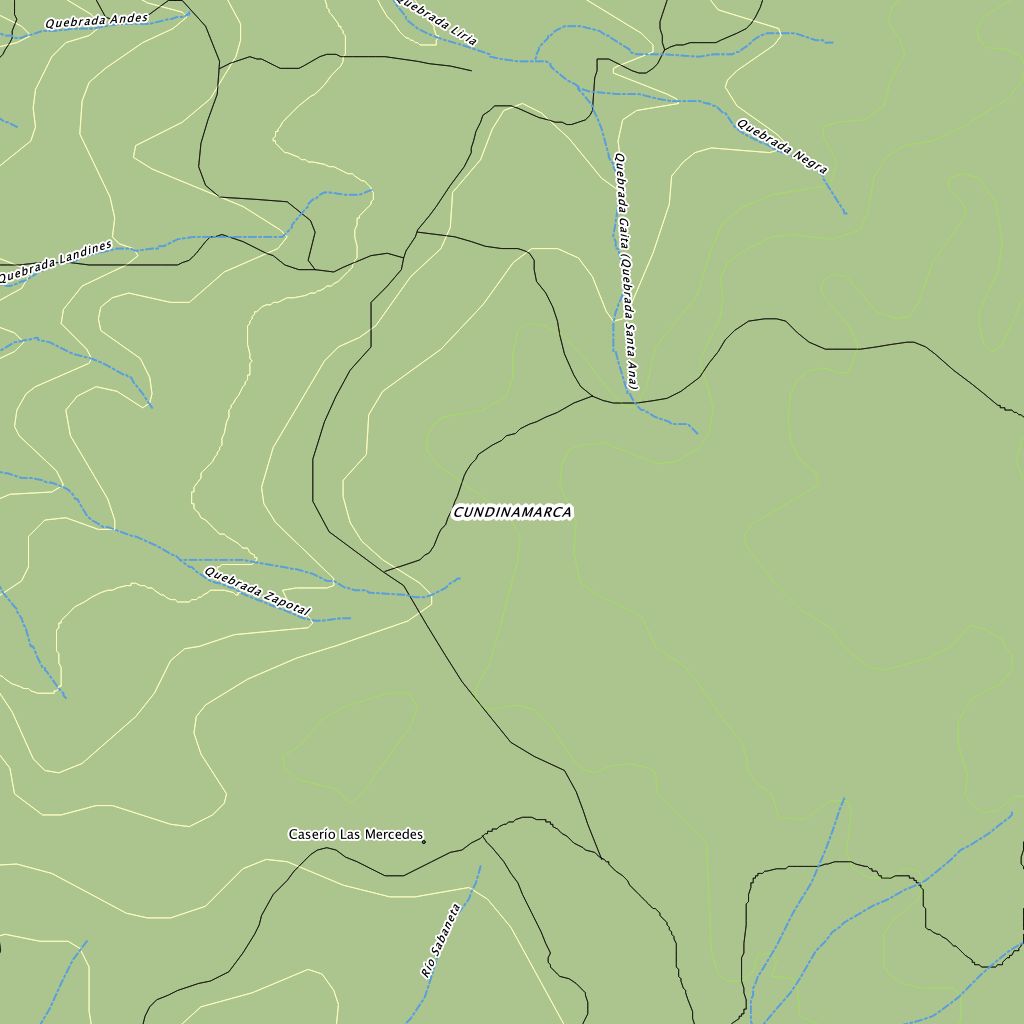 Quebrada Andes
Quebrada Liria
Quebrada Negra
Quebrada Gaita (Quebrada Santa Ana)
Quebrada Landines
CUNDINAMARCA
Quebrada Zapotal
Caserío Las Mercedes
Río Sabaneta